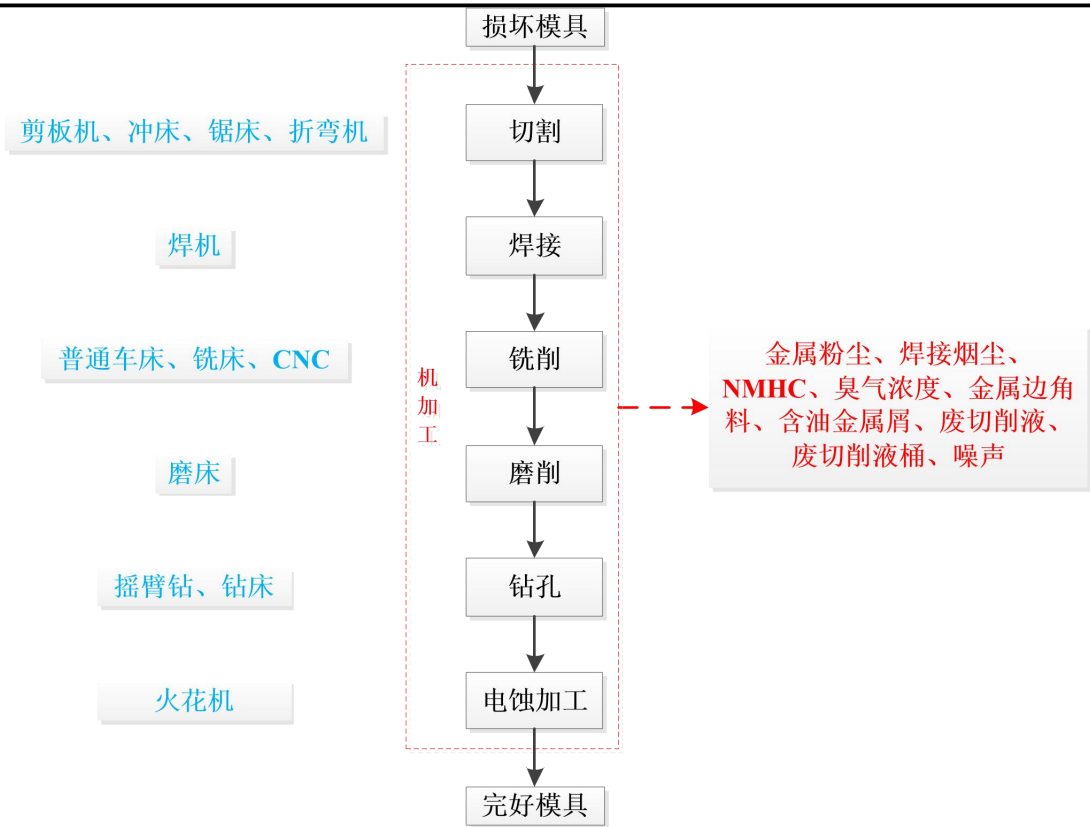 损坏模具
剪板机、冲床、锯床、折弯机
切割
焊机
焊接
普通车床、铣床、CNC
铣削
机
加
工
金属粉尘、焊接烟尘、
NMHC、臭气浓度、金属边角
料、含油金属屑、废切削液、
废切削液桶、噪声
磨床
磨削
摇臂钻、钻床
钻孔
火花机
电蚀加工
完好模具